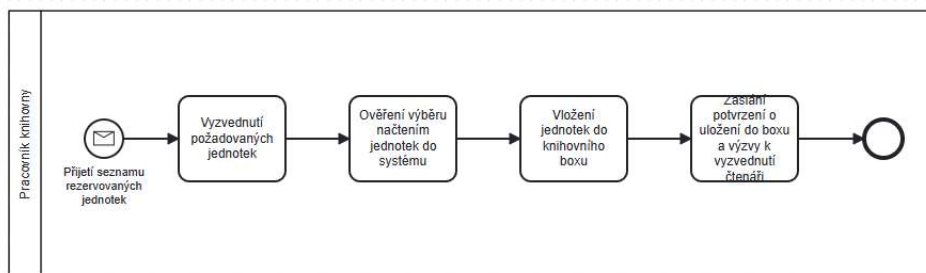 Pracovník knihovny
Přijetí seznamu
rezervovaných
jednotek
Vyzvednutí
požadovaných
jednotek
Ověření výběru
načtením
jednotek do
systému
Vložení
jednotek do
knihovního
boxu
Zaslání
potvrzení o
uložení do boxu
a výzvy k
vyzvednutí
čtenáři